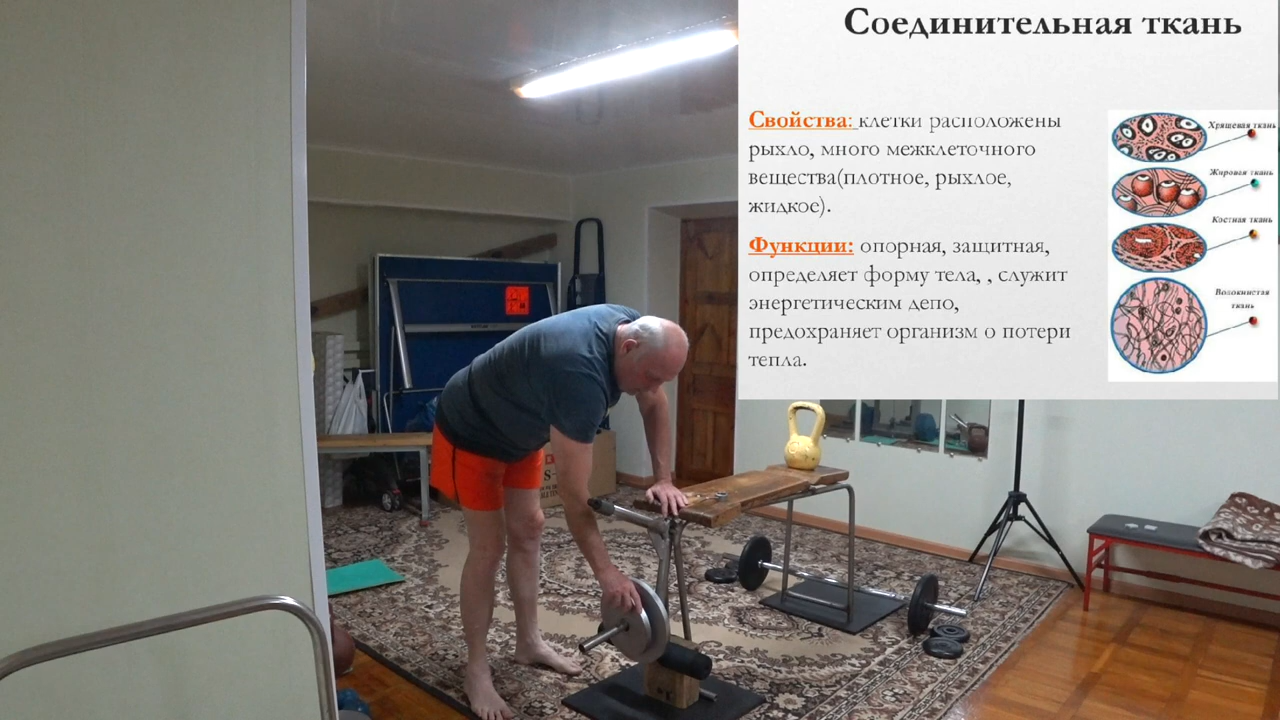 Соединительная ткань
Свойства: клетки расположены
рыхло, много межклеточного
вещества(плотное, рыхлое,
жидкое).
Функции: опорная, защитная,
определяет форму тела, , служит
энергетическим депо,
предохраняет организм о потери
тепла.
Хрящевая ткань
Жировая ткань
Костная ткань
Волокнистая
ткань